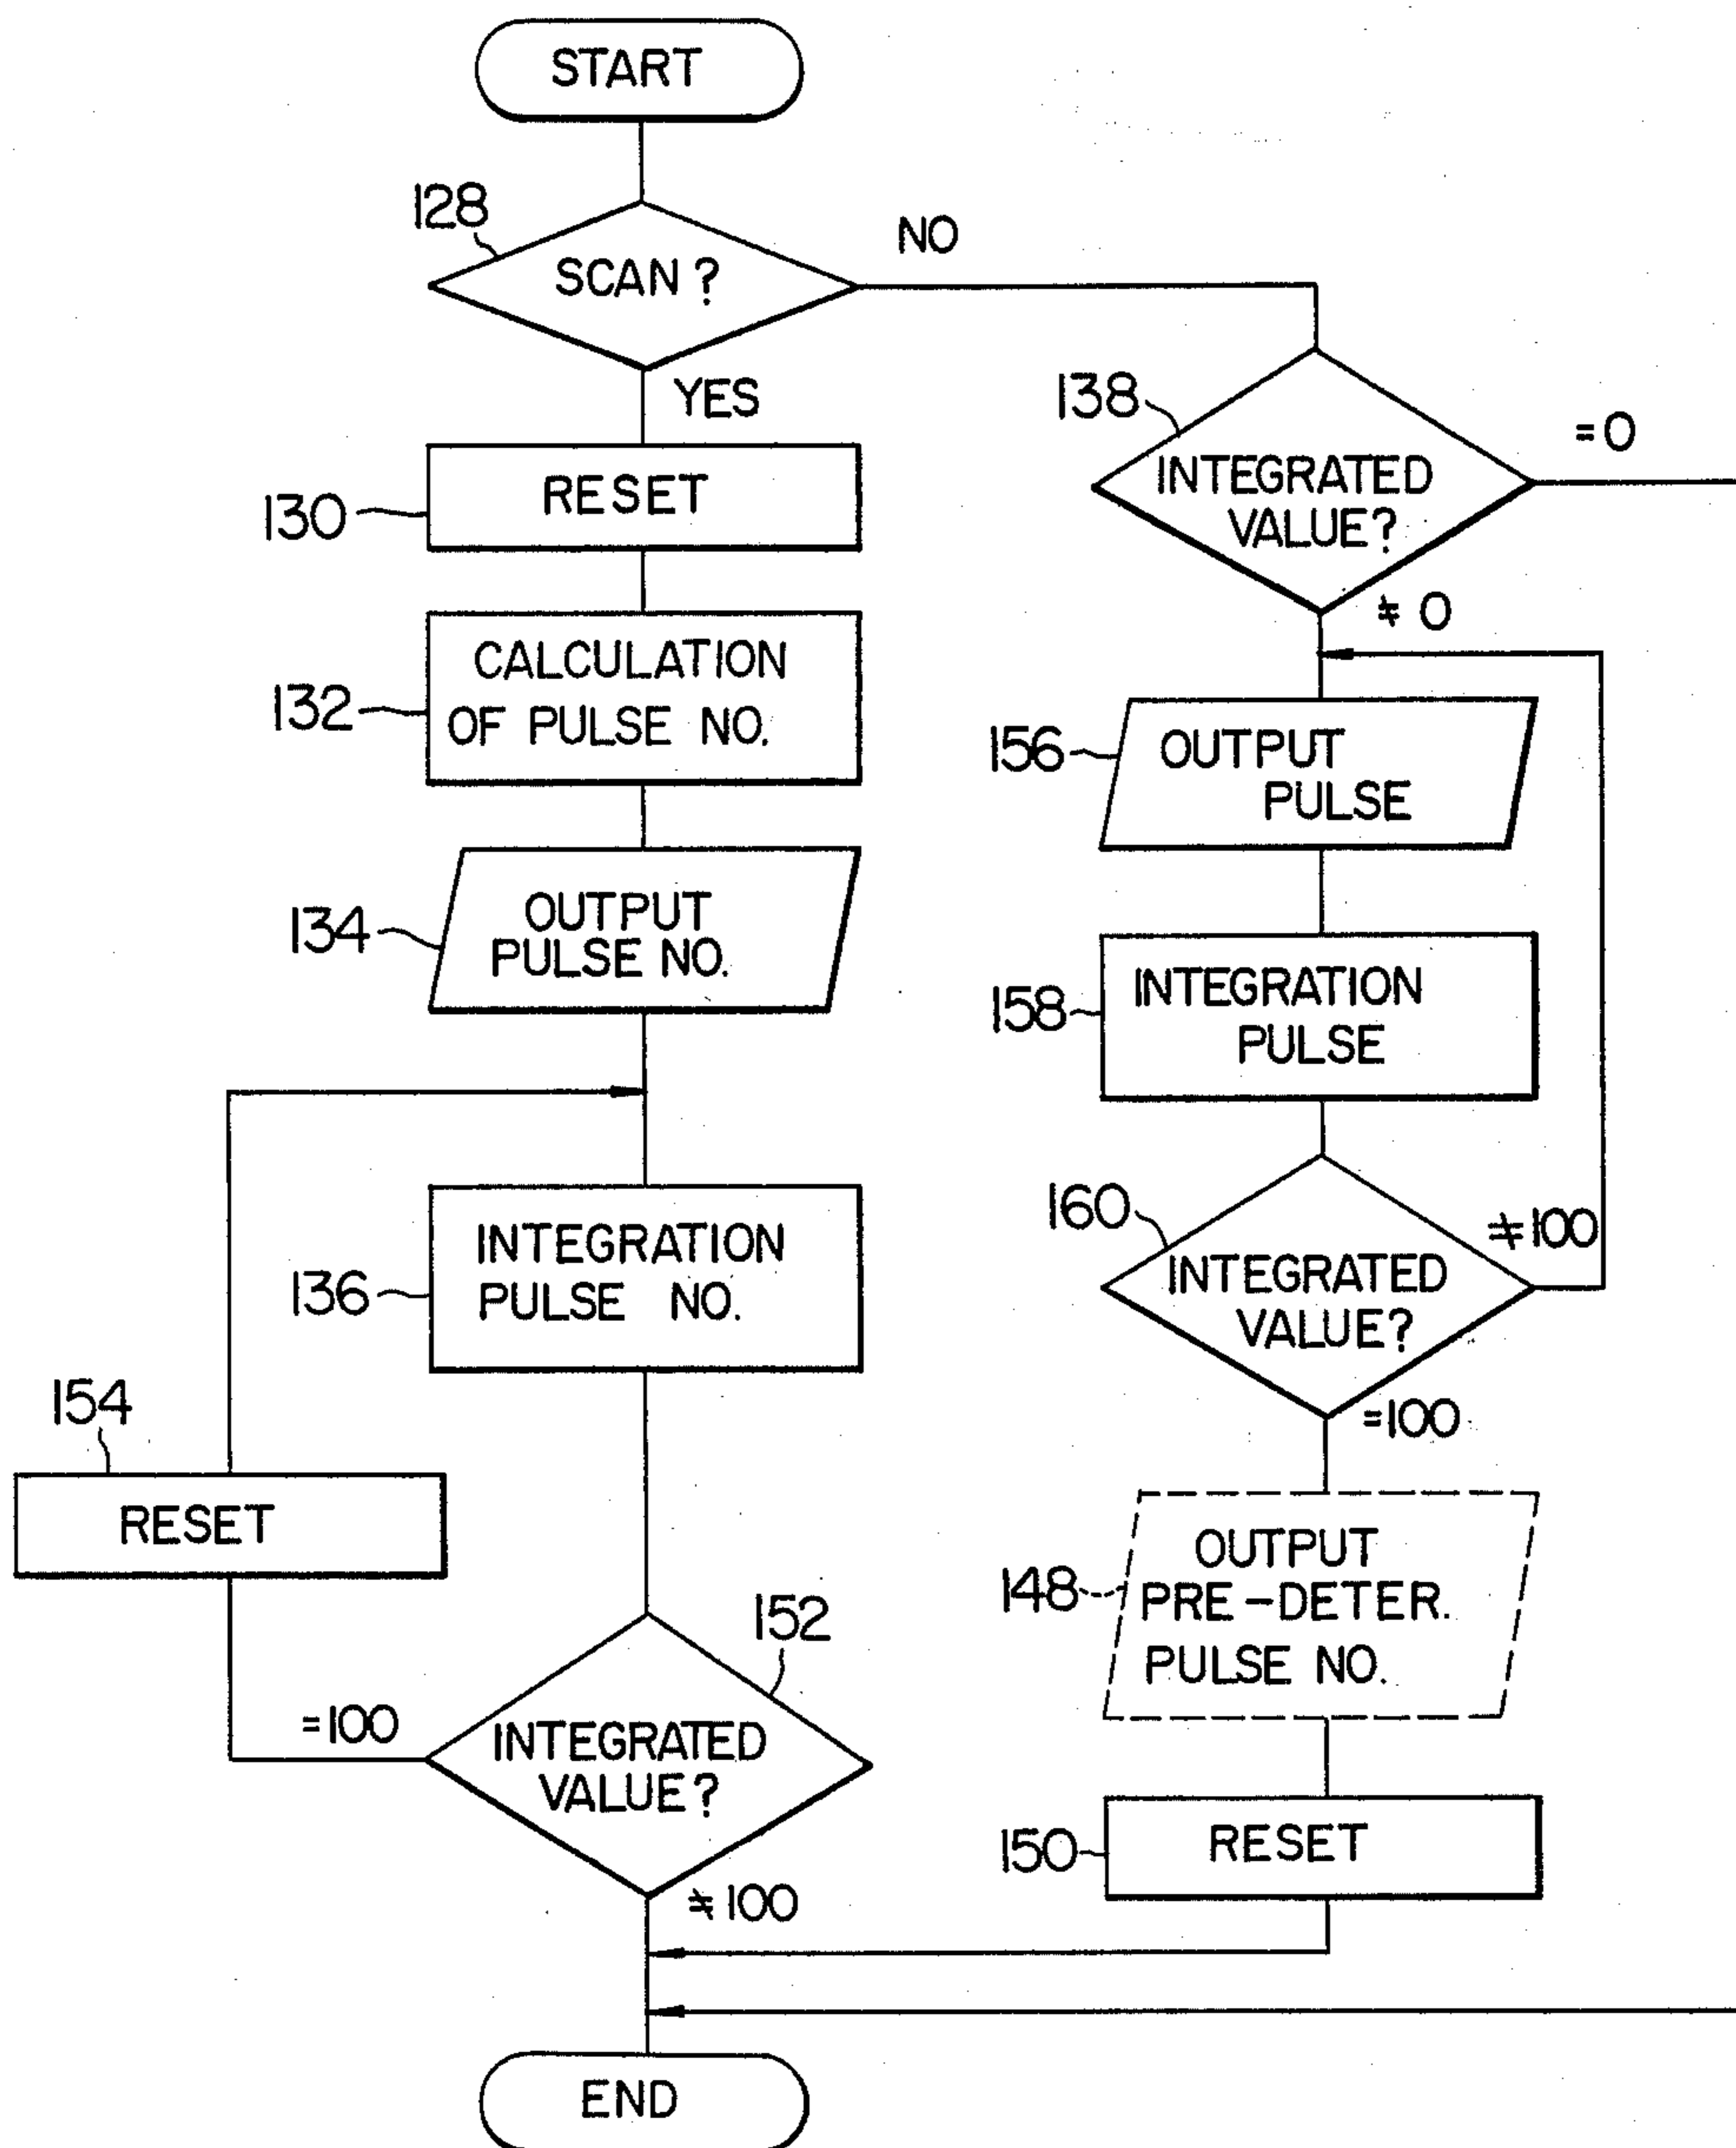 START
128
SCAN ?
NO
YES
130
RESET
132
CALCULATION
OF PULSE NO.
134
OUTPUT
PULSE NO.
136
INTEGRATION
PULSE NO.
154
RESET
152
INTEGRATED
VALUE?
=100
≠100
138
INTEGRATED
VALUE?
=0
≠0
156
OUTPUT
PULSE
158
INTEGRATION
PULSE
160
INTEGRATED
VALUE?
≠100
=100
148
OUTPUT
PRE-DETER.
PULSE NO.
150
RESET
END